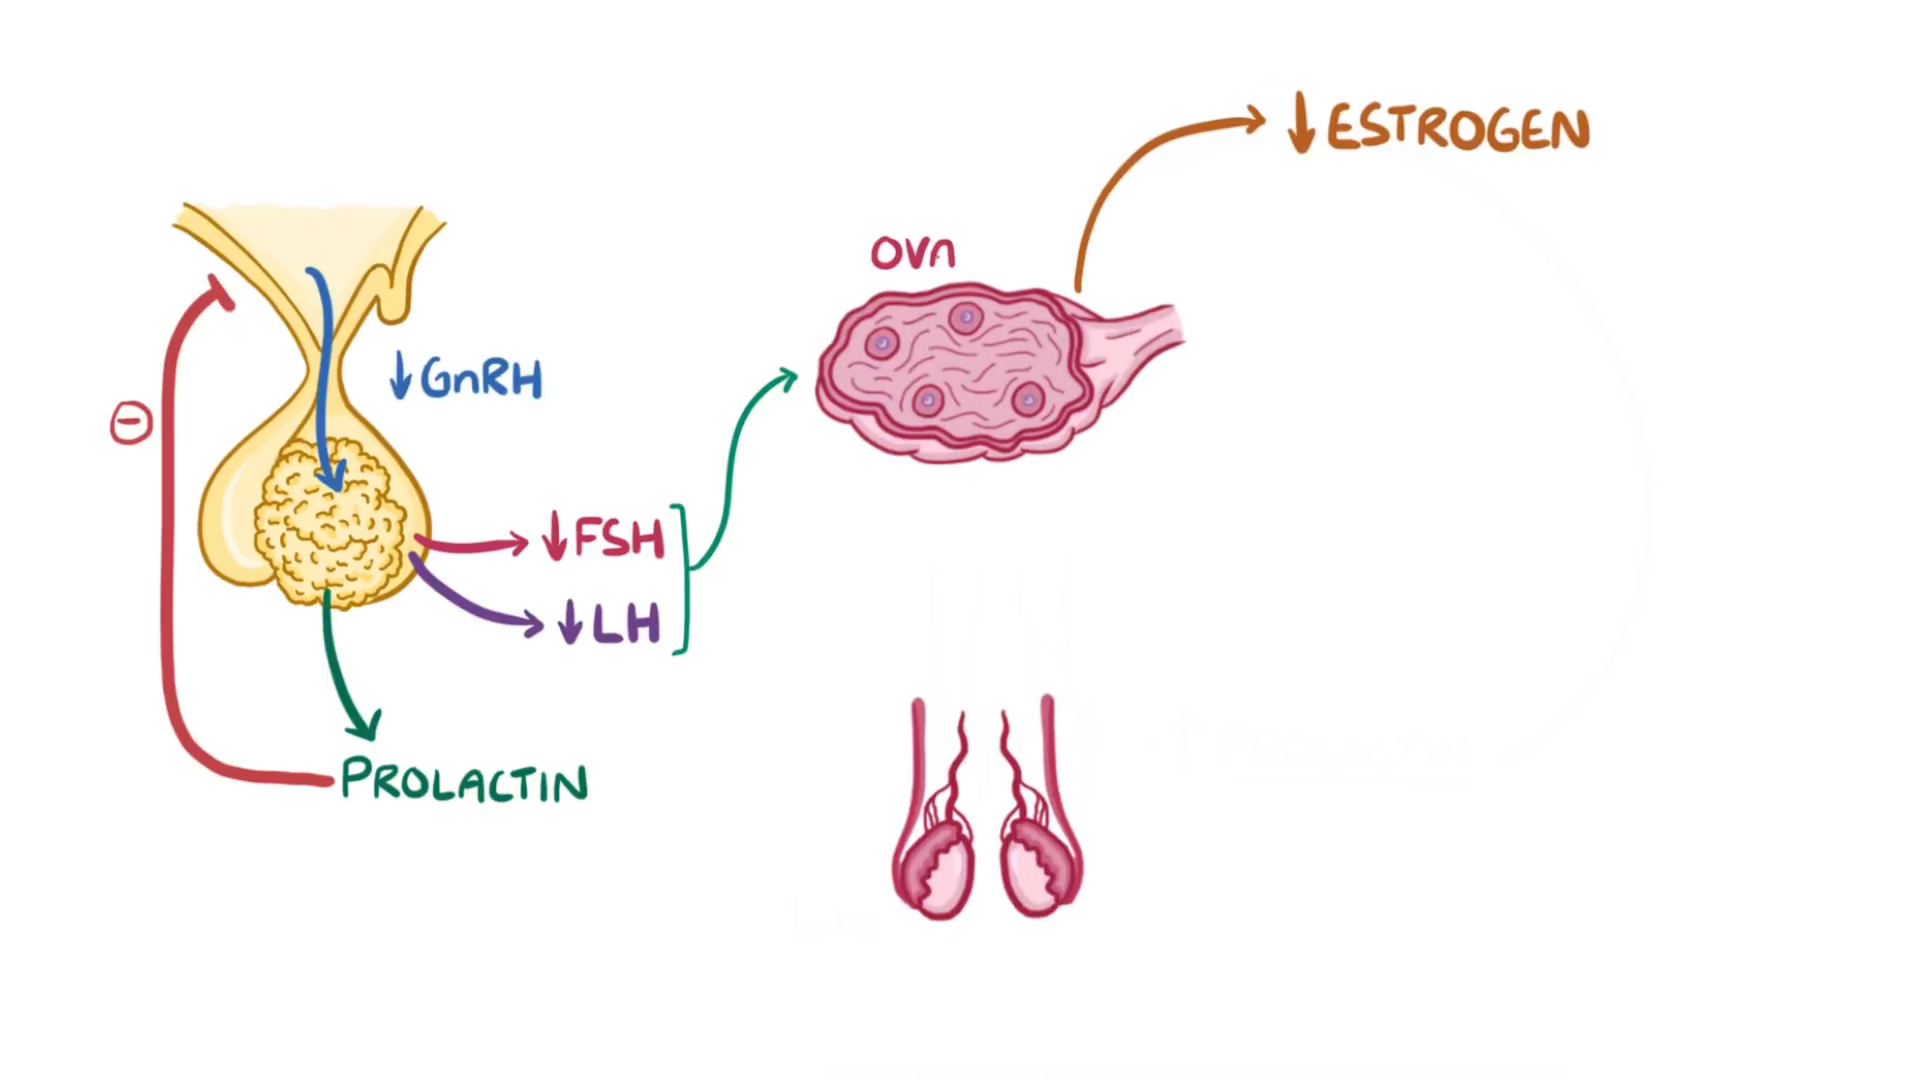 ↓ESTROGEN
OVA
↓GnRH
⊖
↓FSH
↓LH
PROLACTIN